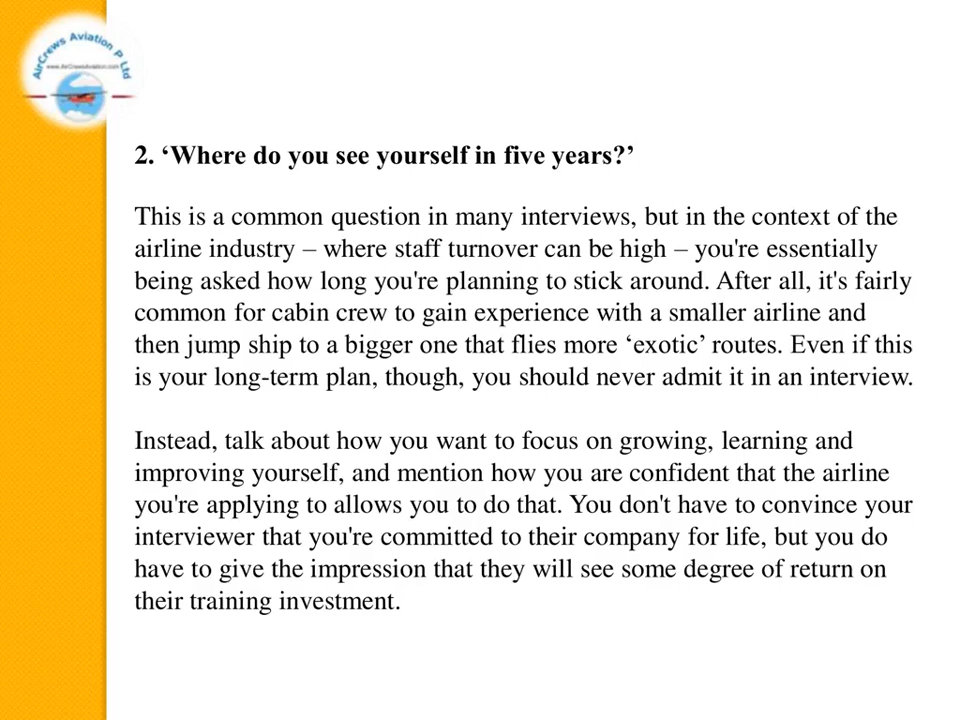 AirCrews Aviation P Ltd
www.AirCrewsAviation.com
2. ‘Where do you see yourself in five years?’
This is a common question in many interviews, but in the context of the
airline industry – where staff turnover can be high – you're essentially
being asked how long you're planning to stick around. After all, it's fairly
common for cabin crew to gain experience with a smaller airline and
then jump ship to a bigger one that flies more ‘exotic’ routes. Even if this
is your long-term plan, though, you should never admit it in an interview.
Instead, talk about how you want to focus on growing, learning and
improving yourself, and mention how you are confident that the airline
you're applying to allows you to do that. You don't have to convince your
interviewer that you're committed to their company for life, but you do
have to give the impression that they will see some degree of return on
their training investment.